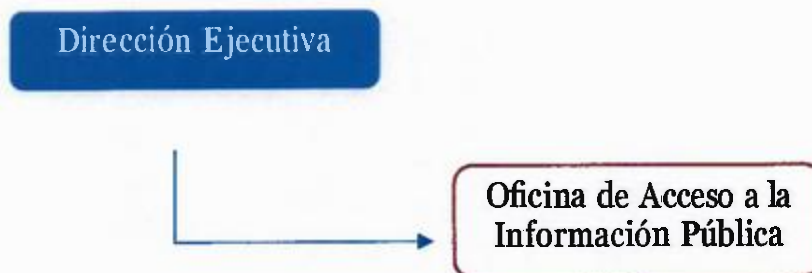 Dirección Ejecutiva
Oficina de Acceso a la
Información Pública